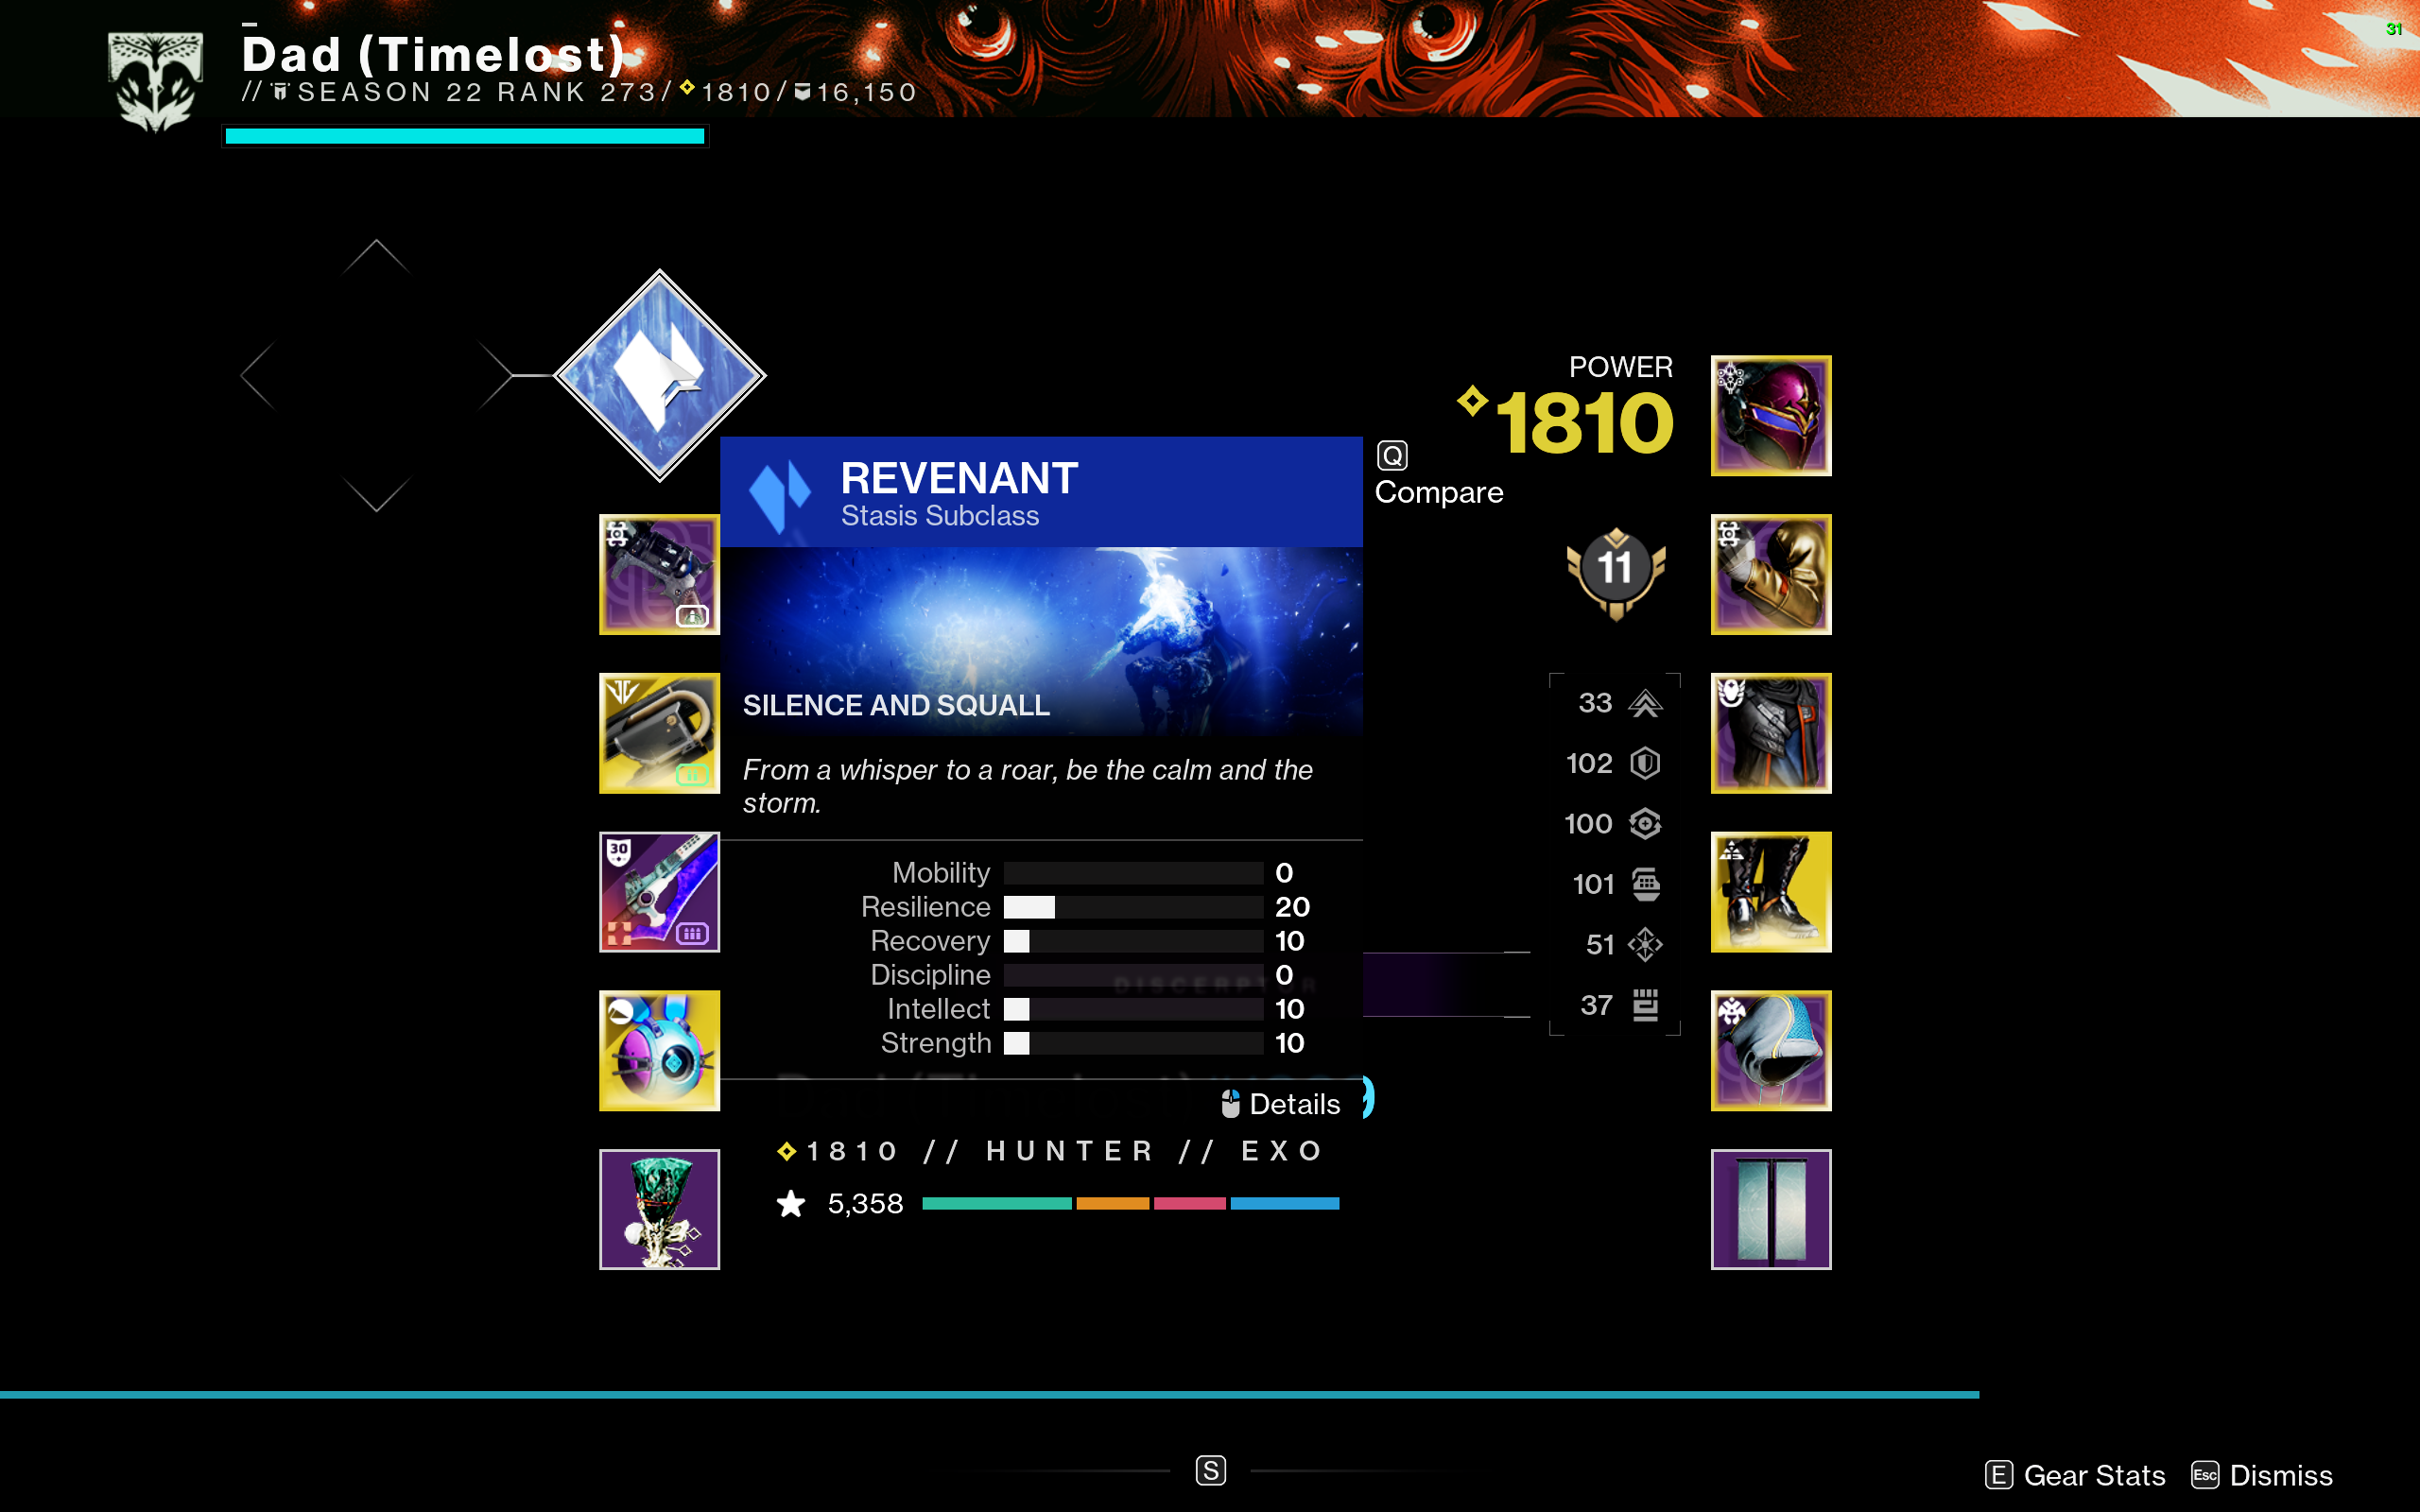 Dad (Timelost)
// SEASON 22 RANK 273/1810/16,150
31
POWER
1810
Q
Compare
REVENANT
Stasis Subclass
SILENCE AND SQUALL
From a whisper to a roar, be the calm and the
storm.
11
33
102
100
101
51
37
30
Mobility 0
Resilience 20
Recovery 10
Discipline 0
Intellect 10
Strength 10
DISCERPTOR
Details
1810 // HUNTER // EXO
5,358
S
E Gear Stats Esc Dismiss